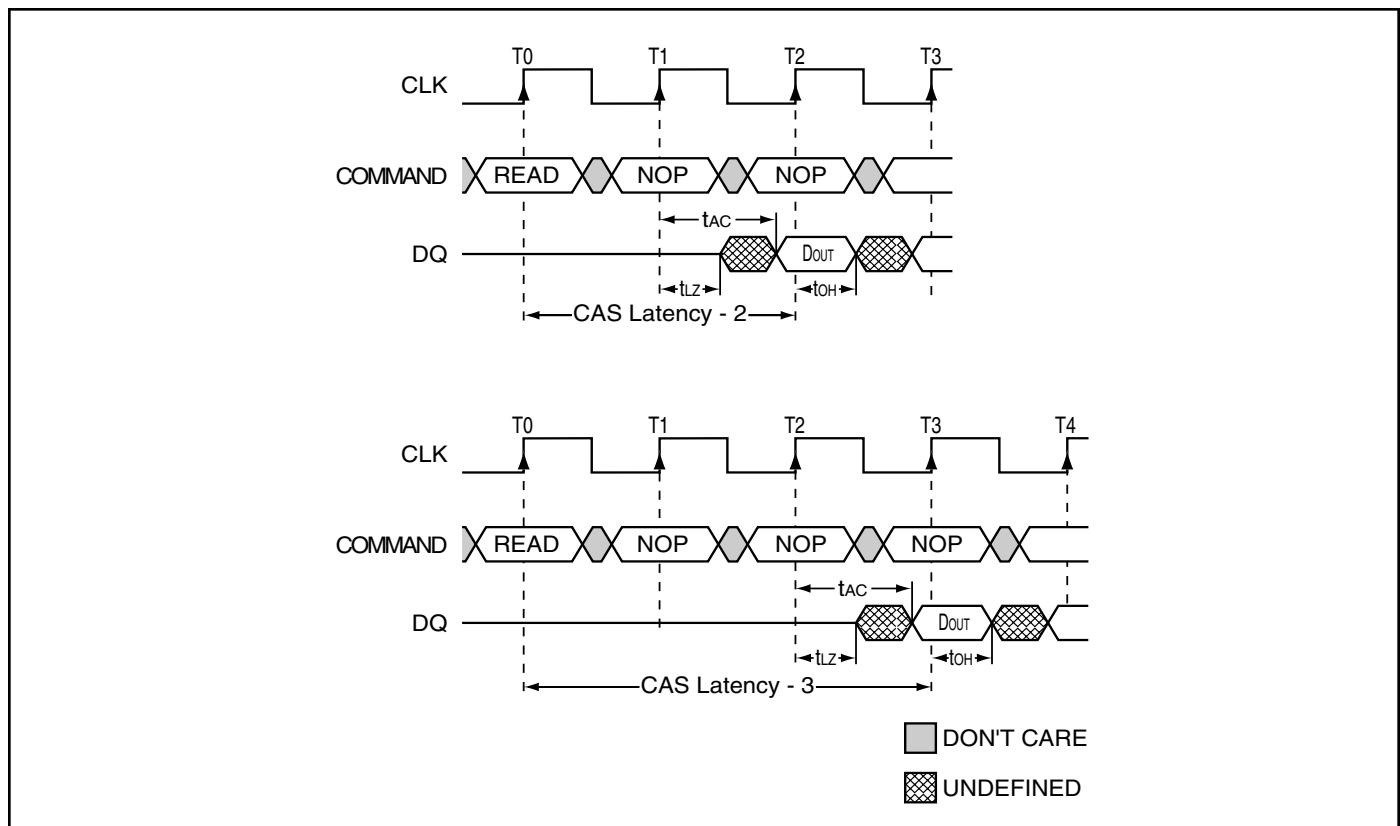 T0 T1 T2 T3
CLK
COMMAND READ NOP NOP
tAC
DQ DOUT
tLZ tOH
CAS Latency - 2
T0 T1 T2 T3 T4
CLK
COMMAND READ NOP NOP NOP
tAC
DQ DOUT
tLZ tOH
CAS Latency - 3
DON'T CARE
UNDEFINED